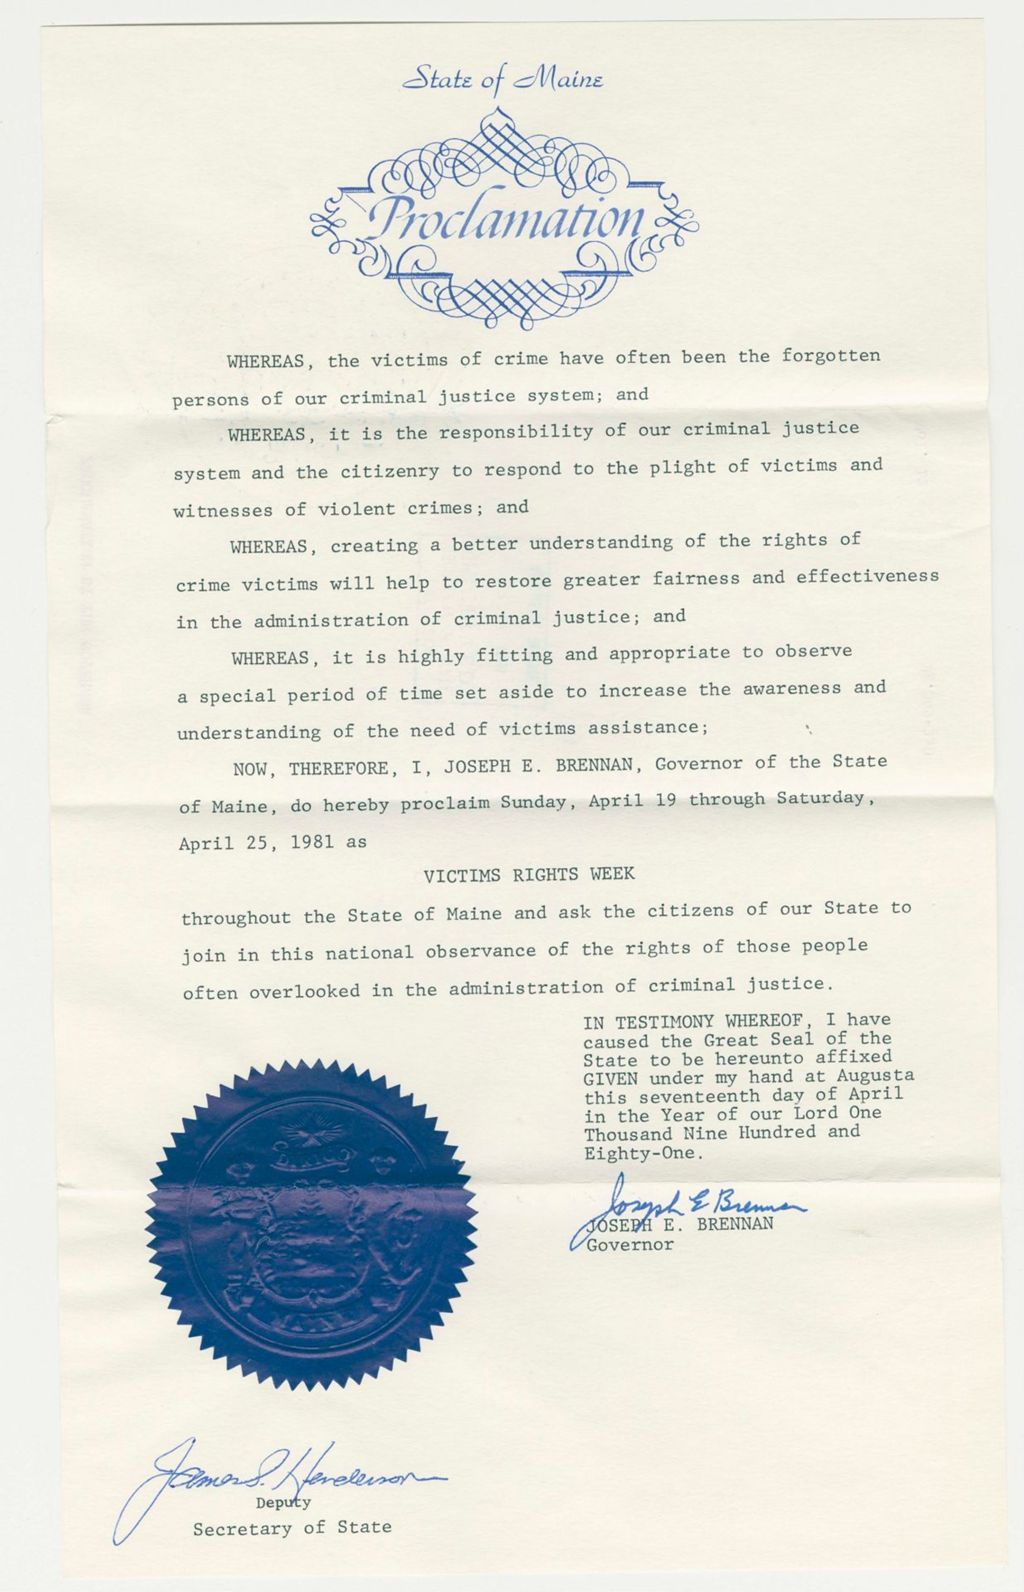 State of Maine
Proclamation
WHEREAS, the victims of crime have often been the forgotten
persons of our criminal justice system; and
WHEREAS, it is the responsibility of our criminal justice
system and the citizenry to respond to the plight of victims and
witnesses of violent crimes; and
WHEREAS, creating a better understanding of the rights of
crime victims will help to restore greater fairness and effectiveness
in the administration of criminal justice; and
WHEREAS, it is highly fitting and appropriate to observe
a special period of time set aside to increase the awareness and
understanding of the need of victims assistance;
NOW, THEREFORE, I, JOSEPH E. BRENNAN, Governor of the State
of Maine, do hereby proclaim Sunday, April 19 through Saturday,
April 25, 1981 as
VICTIMS RIGHTS WEEK
throughout the State of Maine and ask the citizens of our State to
join in this national observance of the rights of those people
often overlooked in the administration of criminal justice.
IN TESTIMONY WHEREOF, I have
caused the Great Seal of the
State to be hereunto affixed
GIVEN under my hand at Augusta
this seventeenth day of April
in the Year of our Lord One
Thousand Nine Hundred and
Eighty-One.
Joseph E Brennan
JOSEPH E. BRENNAN
Governor
James S. Henderson
Deputy
Secretary of State